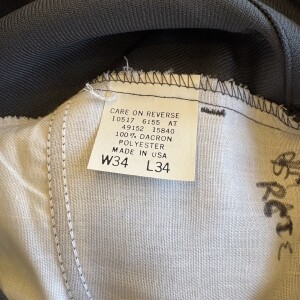 CARE ON REVERSE
10517 6155 AT
49152 15840
100% DACRON
POLYESTER
MADE IN USA
W34 L34